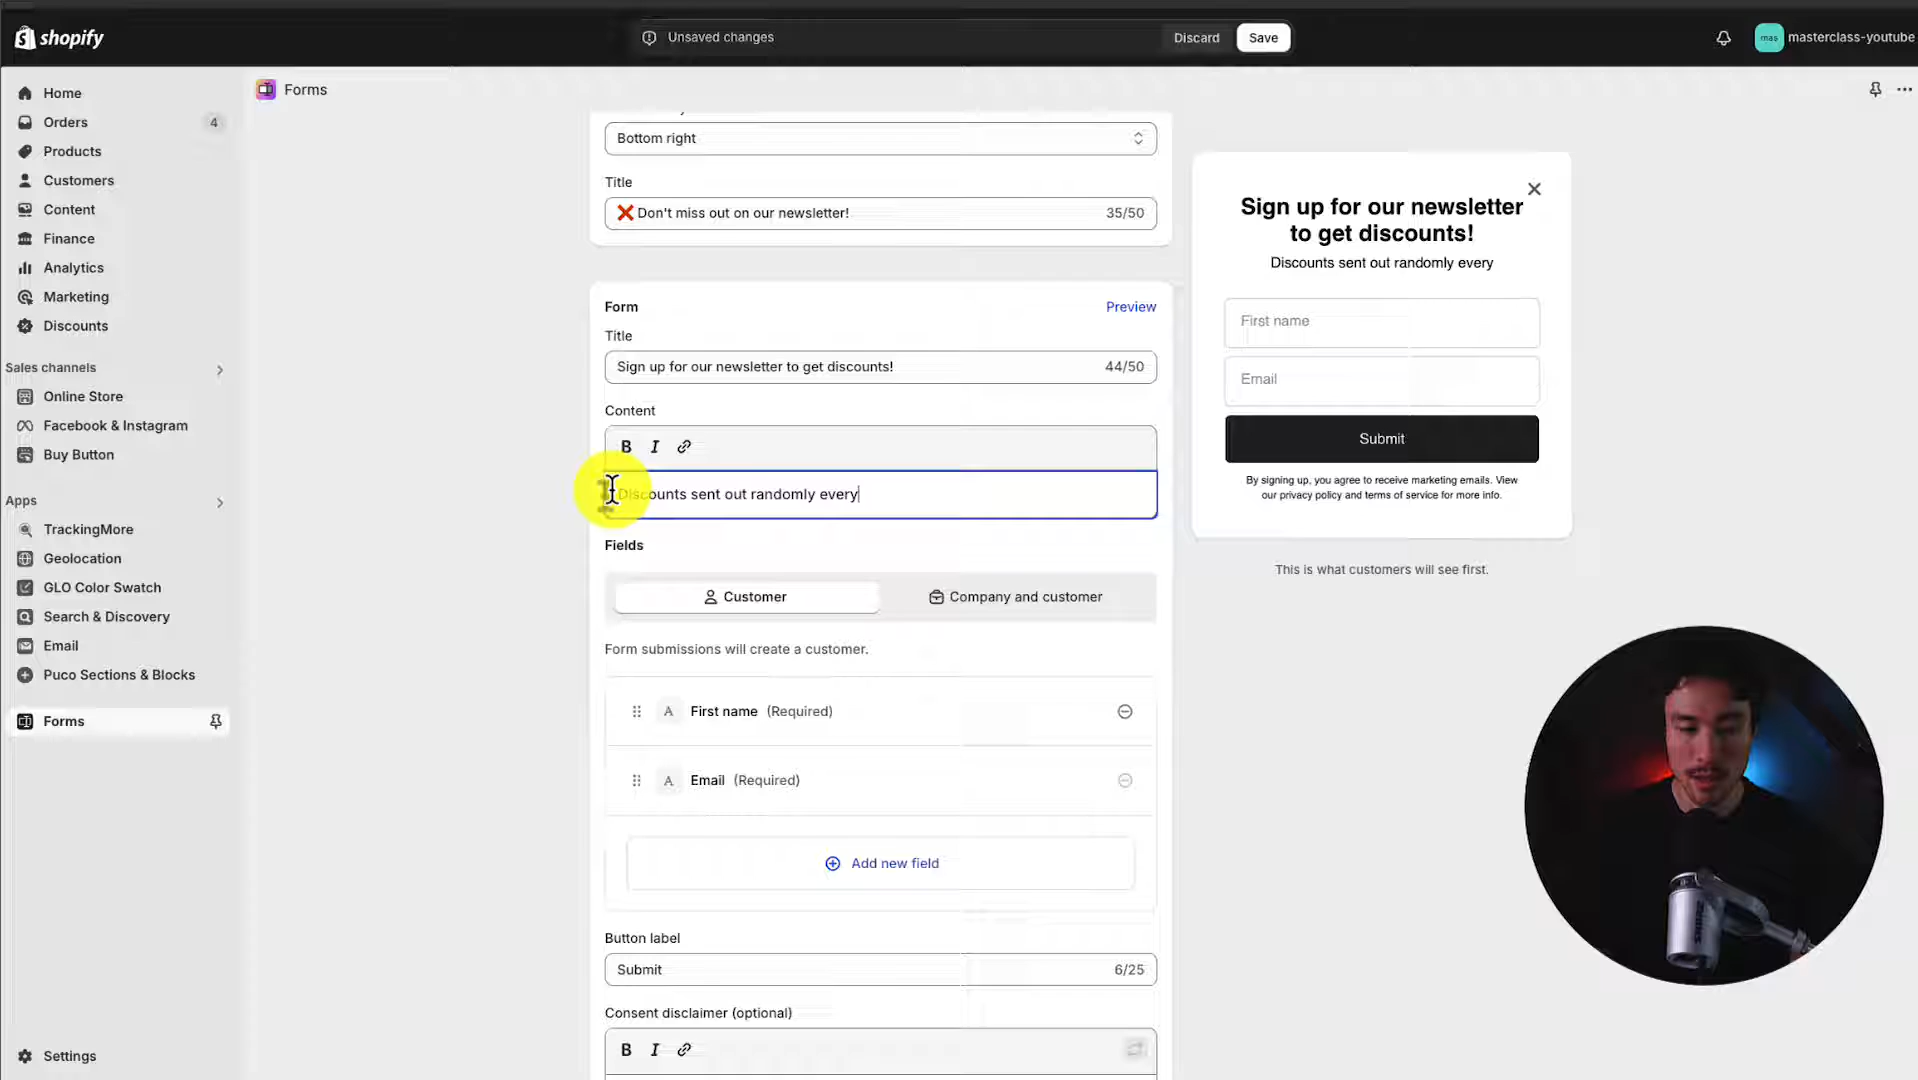 shopify
Unsaved changes
Discard
Save
mas
masterclass-youtube
Home
Orders
4
Products
Customers
Content
Finance
Analytics
Marketing
Discounts
Sales channels
Online Store
Facebook & Instagram
Buy Button
Apps
TrackingMore
Geolocation
GLO Color Swatch
Search & Discovery
Email
Puco Sections & Blocks
Forms
Settings
Forms
Bottom right
Title
❌ Don't miss out on our newsletter!
35/50
Form
Preview
Title
Sign up for our newsletter to get discounts!
44/50
Content
B I
Discounts sent out randomly every
Fields
Customer
Company and customer
Form submissions will create a customer.
A First name (Required)
A Email (Required)
Add new field
Button label
Submit
6/25
Consent disclaimer (optional)
B I
Sign up for our newsletter
to get discounts!
Discounts sent out randomly every
First name
Email
Submit
By signing up, you agree to receive marketing emails. View
our privacy policy and terms of service for more info.
This is what customers will see first.